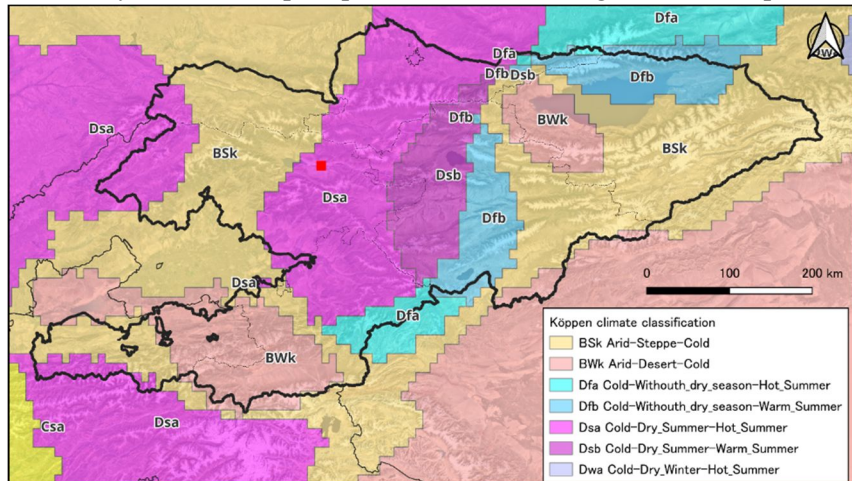 Dfa
Dfa
DfbDsb
Dfb
Dsa
Dfb
BWk
BSk
BSk
Dsb
Dsa
Dfb
Dsa
0 100 200 km
Dfa
BWk
Csa
Dsa
Köppen climate classification
BSk Arid-Steppe-Cold
BWk Arid-Desert-Cold
Dfa Cold-Withouth_dry_season-Hot_Summer
Dfb Cold-Withouth_dry_season-Warm_Summer
Dsa Cold-Dry_Summer-Hot_Summer
Dsb Cold-Dry_Summer-Warm_Summer
Dwa Cold-Dry_Winter-Hot_Summer